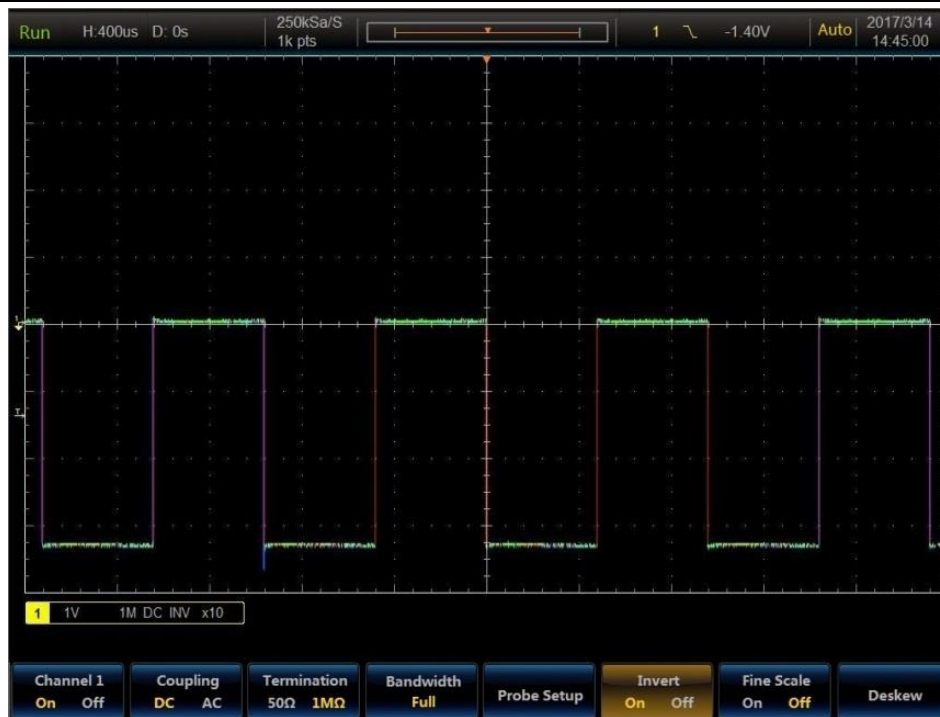 Run H:400us D: 0s 250kSa/S 1k pts 1 -1.40V Auto 2017/3/14 14:45:00
1
T
1 1V 1M DC INV x10
Channel 1 On Off
Coupling DC AC
Termination 50Ω 1MΩ
Bandwidth Full
Probe Setup
Invert On Off
Fine Scale On Off
Deskew